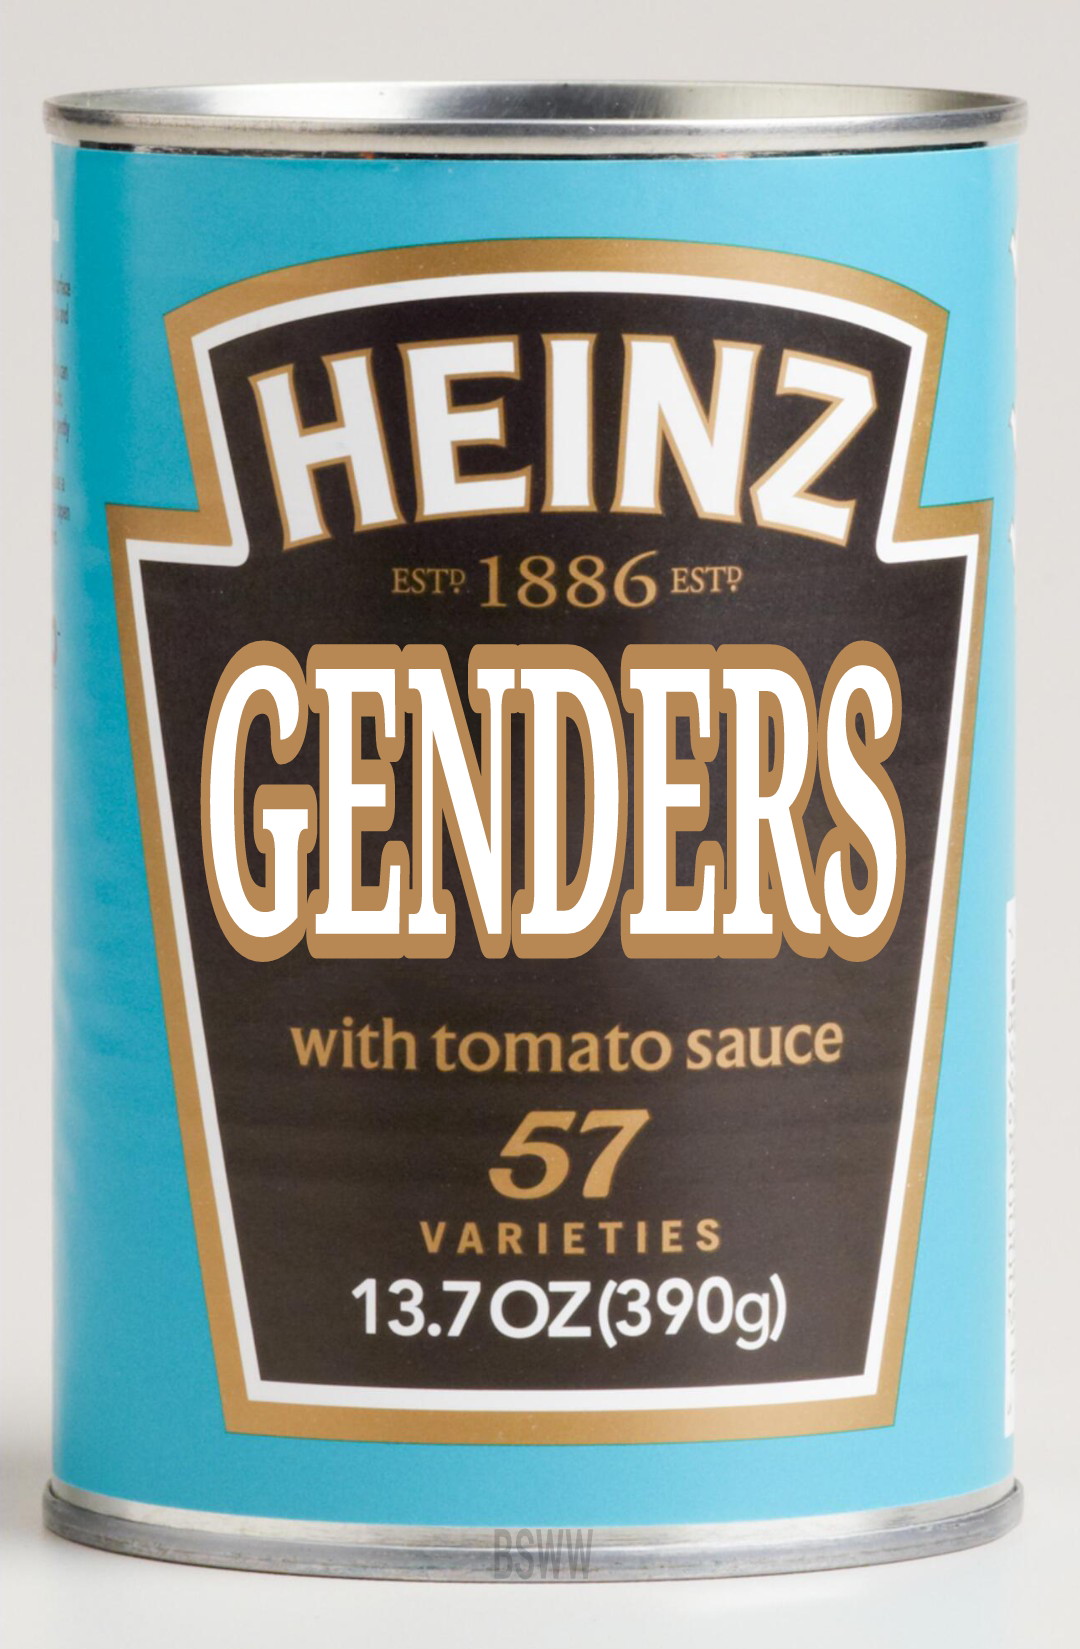 HEINZ
ESTD 1886 ESTD
GENDERS
with tomato sauce
57
VARIETIES
13.7 OZ (390g)
BSWW